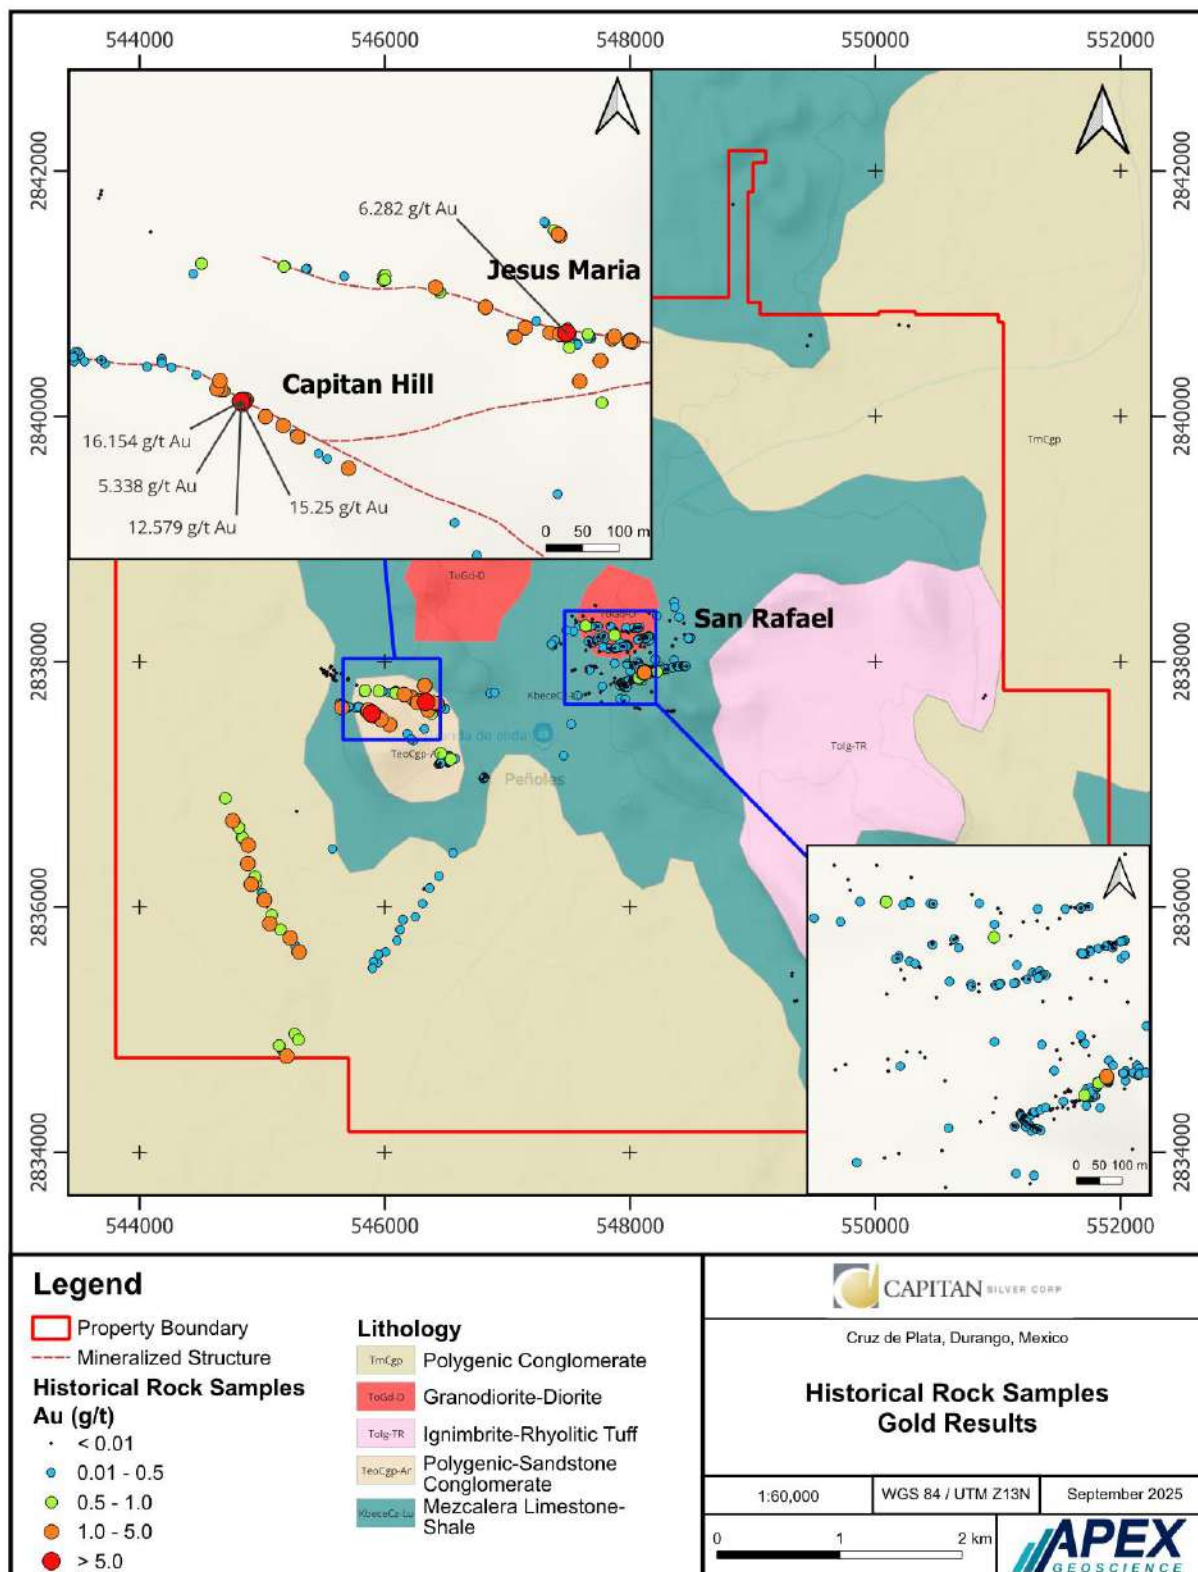 544000
546000
548000
550000
552000
2842000
2842000
6.282 g/t Au
Jesus Maria
Capitan Hill
2840000
2840000
TmCgp
16.154 g/t Au
5.338 g/t Au
15.25 g/t Au
12.579 g/t Au
0 50 100 m
ToGd-D
ToGd-D
San Rafael
2838000
2838000
KbeceCz-Lu
TeoCgp-Ar
ToIg-TR
Peñoles
2836000
2836000
2834000
2834000
0 50 100 m
544000
546000
548000
550000
552000
Legend
Property Boundary
Mineralized Structure
Historical Rock Samples
Au (g/t)
< 0.01
0.01 - 0.5
0.5 - 1.0
1.0 - 5.0
> 5.0
Lithology
TmCgp Polygenic Conglomerate
ToGd-D Granodiorite-Diorite
ToIg-TR Ignimbrite-Rhyolitic Tuff
TeoCgp-Ar Polygenic-Sandstone
Conglomerate
KbeceCz-Lu Mezcalera Limestone-
Shale
CAPITAN SILVER CORP
Cruz de Plata, Durango, Mexico
Historical Rock Samples
Gold Results
1:60,000
WGS 84 / UTM Z13N
September 2025
0 1 2 km
APEX
GEOSCIENCE